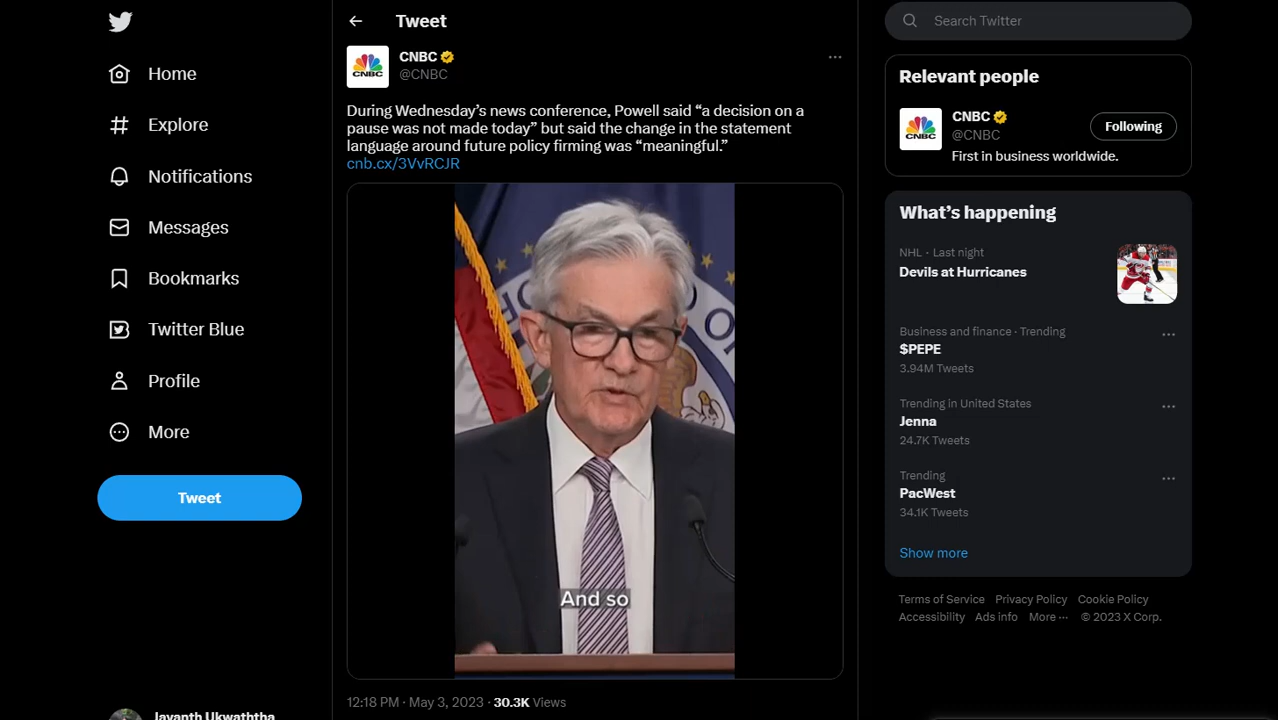 Home
Explore
Notifications
Messages
Bookmarks
Twitter Blue
Profile
More
Tweet
Jayanth Ukwaththa
Tweet
CNBC
CNBC
@CNBC
During Wednesday’s news conference, Powell said “a decision on a
pause was not made today” but said the change in the statement
language around future policy firming was “meaningful.”
cnb.cx/3VvRCJR
And so
12:18 PM · May 3, 2023 · 30.3K Views
Search Twitter
Relevant people
CNBC
CNBC
@CNBC
Following
First in business worldwide.
What’s happening
NHL · Last night
Devils at Hurricanes
Business and finance · Trending
$PEPE
3.94M Tweets
Trending in United States
Jenna
24.7K Tweets
Trending
PacWest
34.1K Tweets
Show more
Terms of Service Privacy Policy Cookie Policy
Accessibility Ads info More ··· © 2023 X Corp.